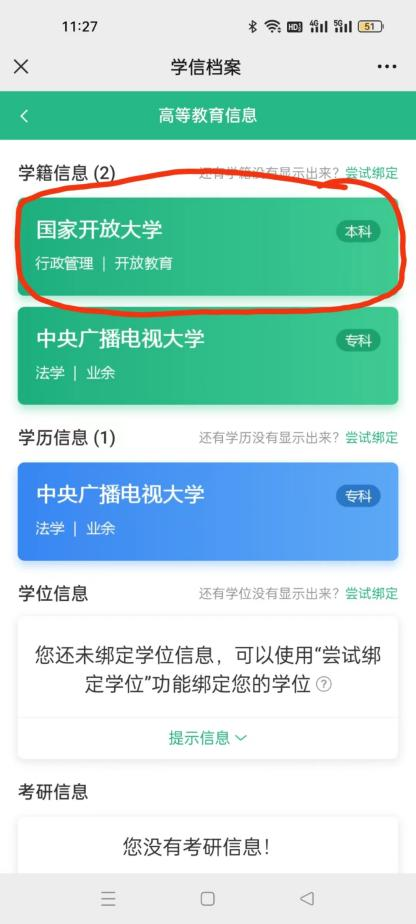 11:27
HD 4G 5G 51
学信档案
高等教育信息
学籍信息 (2) 还有学籍没有显示出来? 尝试绑定
国家开放大学 本科
行政管理 | 开放教育
中央广播电视大学 专科
法学 | 业余
学历信息 (1) 还有学历没有显示出来? 尝试绑定
中央广播电视大学 专科
法学 | 业余
学位信息 还有学位没有显示出来? 尝试绑定
您还未绑定学位信息，可以使用“尝试绑
定学位”功能绑定您的学位 ?
提示信息
考研信息
您没有考研信息！